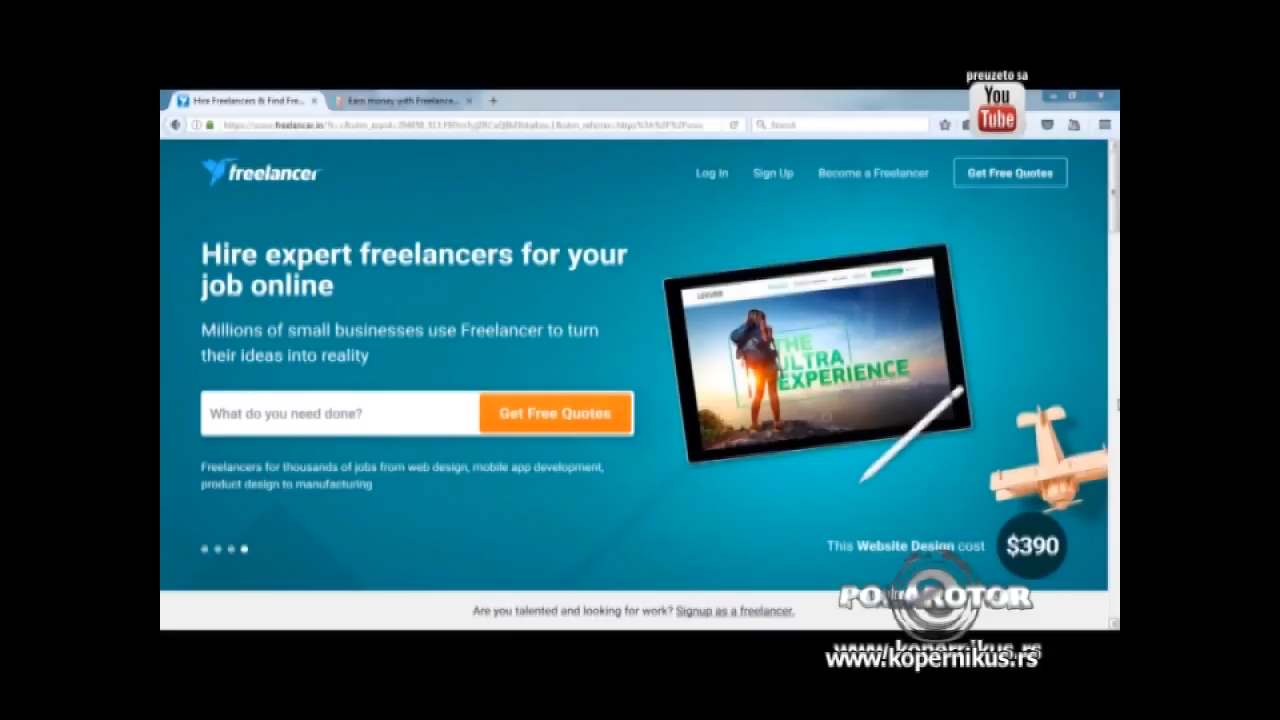 preuzeto sa
You
Tube
Hire Freelancers & Find Fre...
Earn money with Freelance...
Search
freelancer
Log In
Sign Up
Become a Freelancer
Get Free Quotes
Hire expert freelancers for your
job online
Millions of small businesses use Freelancer to turn
their ideas into reality
What do you need done?
Get Free Quotes
Freelancers for thousands of jobs from web design, mobile app development,
product design to manufacturing
THE
ULTRA
EXPERIENCE
This Website Design cost
$390
Are you talented and looking for work? Signup as a freelancer.
www.kopernikus.rs